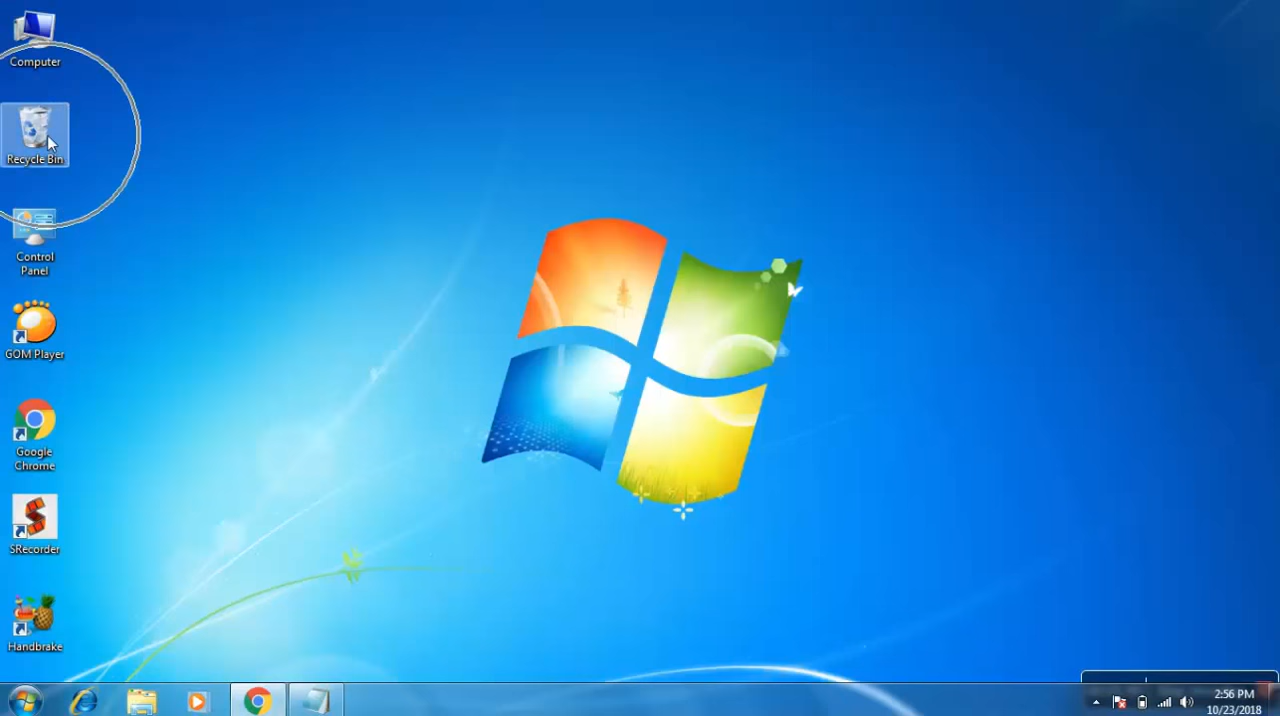 Computer
Recycle Bin
Control
Panel
GOM Player
Google
Chrome
SRecorder
Handbrake
2:56 PM
10/23/2018